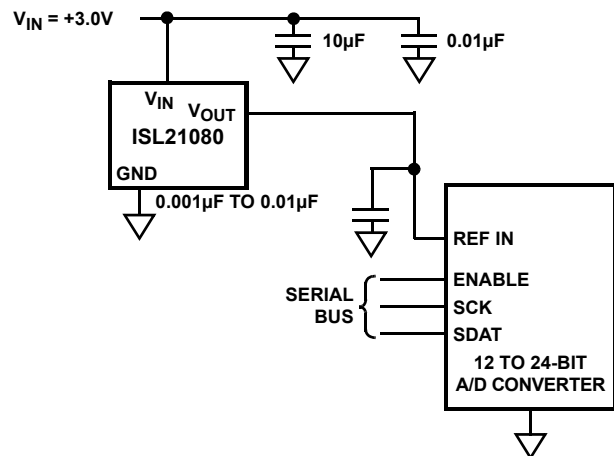 V_IN = +3.0V
10µF
0.01µF
V_IN
V_OUT
ISL21080
GND
0.001µF TO 0.01µF
REF IN
SERIAL
BUS
ENABLE
SCK
SDAT
12 TO 24-BIT
A/D CONVERTER